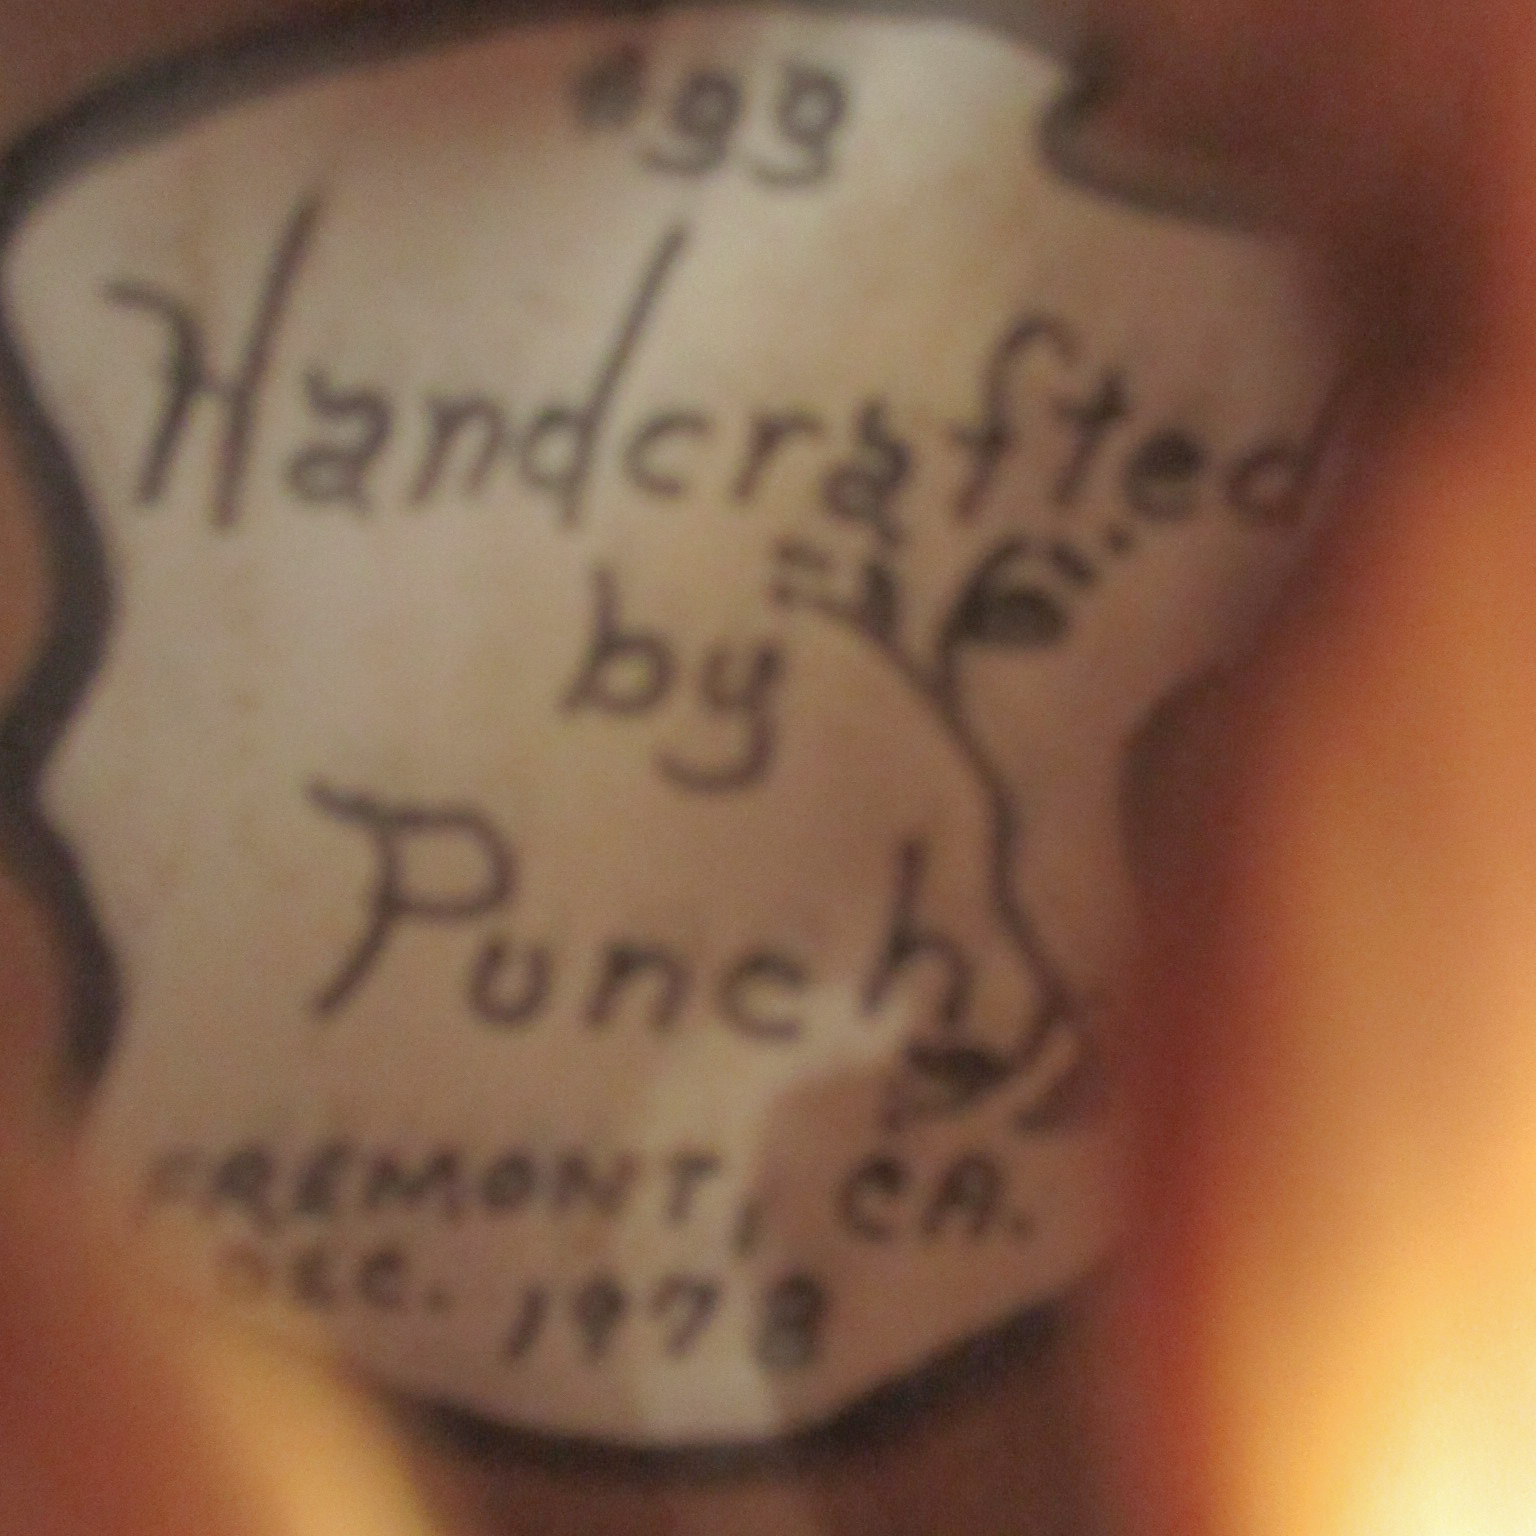 #99
Handcrafted
by
Punch
FREMONT, CA.
DEC. 1978